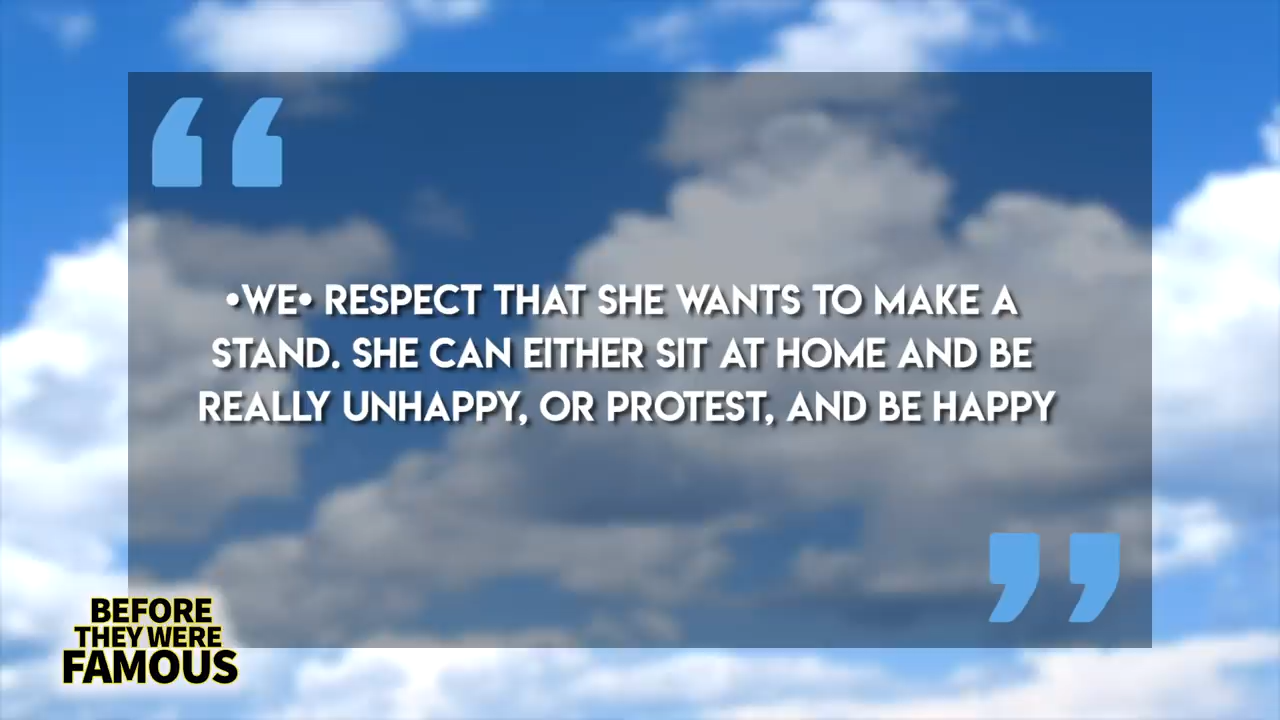 “
•WE• RESPECT THAT SHE WANTS TO MAKE A
STAND. SHE CAN EITHER SIT AT HOME AND BE
REALLY UNHAPPY, OR PROTEST, AND BE HAPPY
”
BEFORE
THEY WERE
FAMOUS